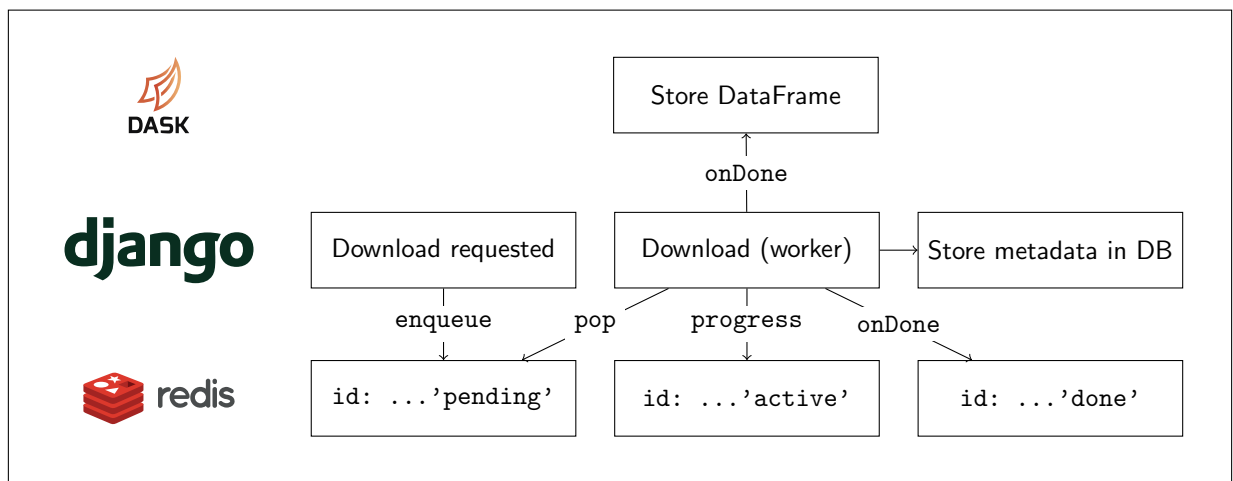 DASK
Store DataFrame
onDone
django
Download requested
Download (worker)
Store metadata in DB
enqueue
pop
progress
onDone
redis
id: ...'pending'
id: ...'active'
id: ...'done'